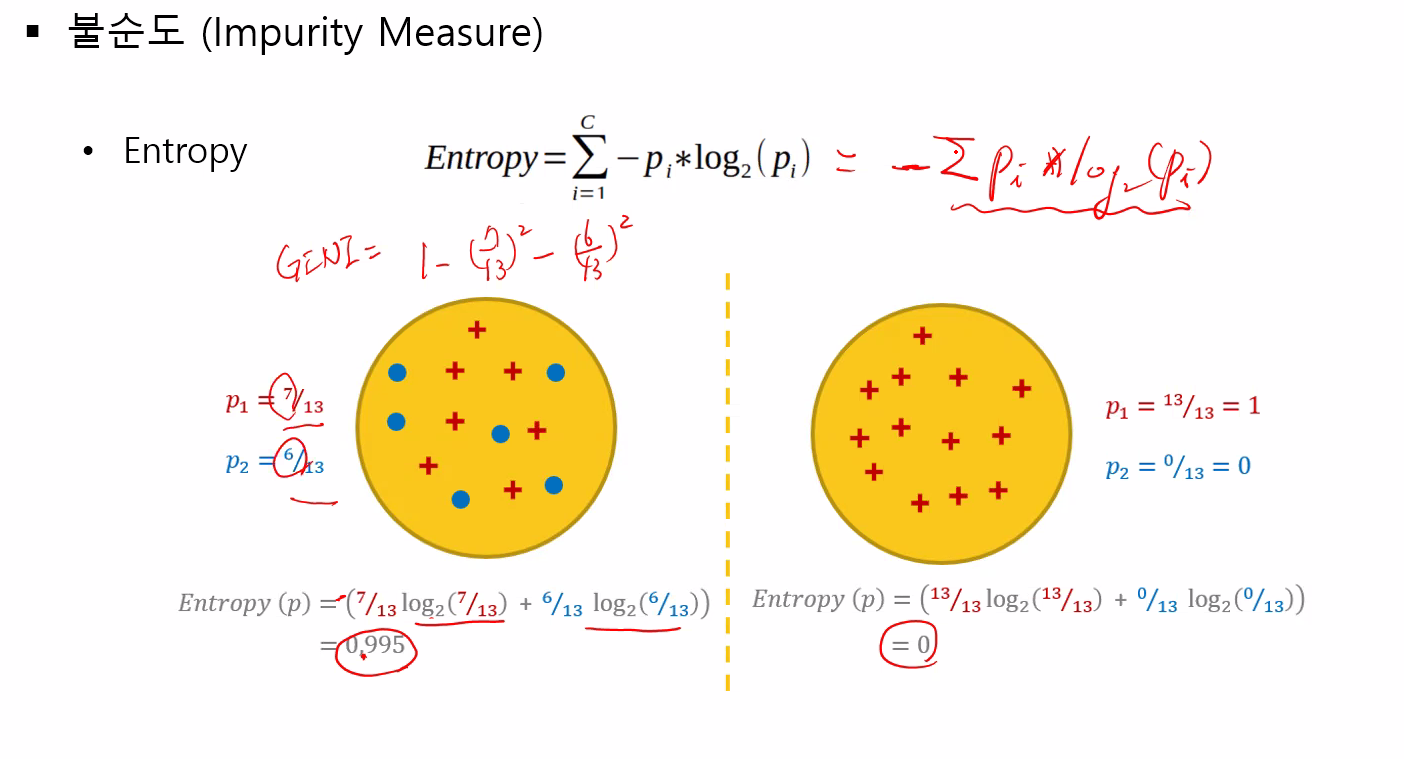 ▪ 불순도 (Impurity Measure)
• Entropy
Entropy = \sum_{i=1}^{C} -p_i * log_2(p_i) = -Σ p_i * log_2(p_i)
GINI = 1 - (7/13)^2 - (6/13)^2
p_1 = 7/13
p_2 = 6/13
p_1 = 13/13 = 1
p_2 = 0/13 = 0
Entropy (p) = -(7/13 log_2(7/13) + 6/13 log_2(6/13))
= 0.995
Entropy (p) = (13/13 log_2(13/13) + 0/13 log_2(0/13))
= 0